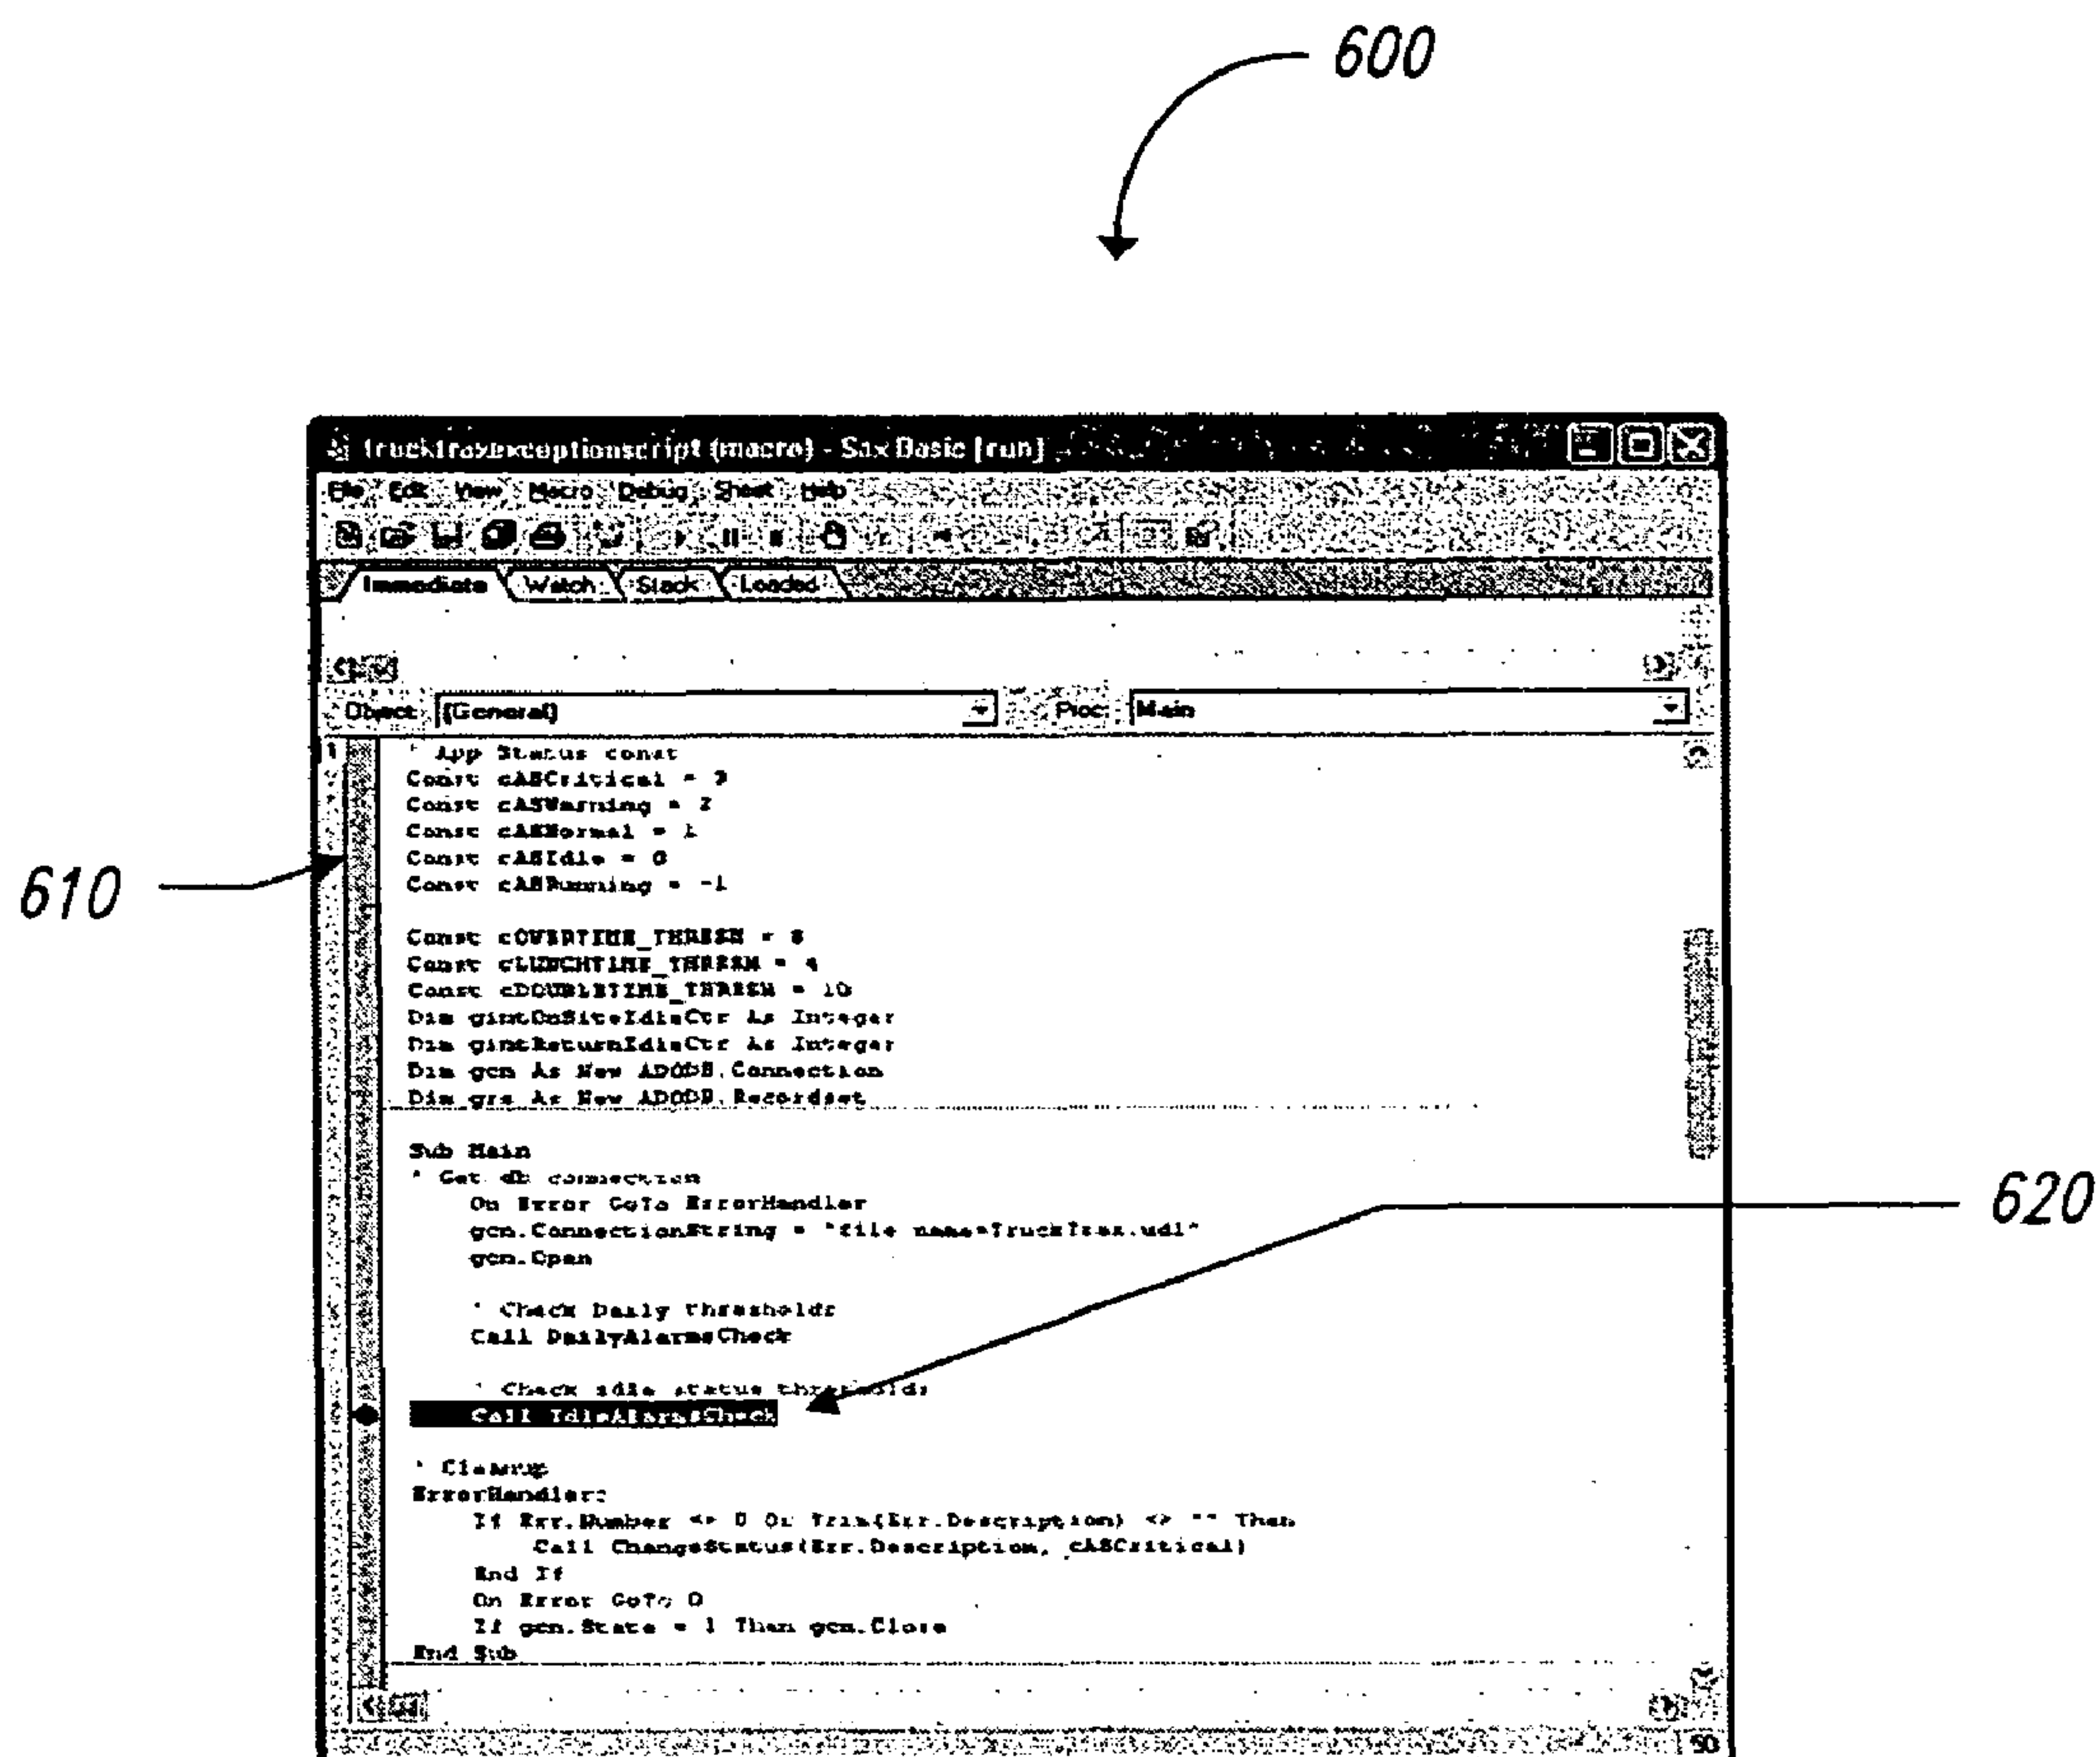 600
trucktraxexceptionscript (macro) - Sax Basic [run]
File Edit View Macro Debug Sheet Help
Immediate Watch Stack Loaded
Object: (General) Proc: Main
1
' App Status const
Const cASCritical = 3
Const cASWarning = 2
Const cASNormal = 1
Const cASIdle = 0
Const cASRunning = -1
610
Const cOVERTIME_THRESH = 8
Const cLUNCHTIME_THRESH = 4
Const cDOUBLETIME_THRESH = 10
Dim gintOnSiteIdleCtr As Integer
Dim gintReturnIdleCtr As Integer
Dim gcn As New ADODB.Connection
Dim grs As New ADODB.Recordset
Sub Main
' Get db connection
On Error GoTo ErrorHandler
620
gcn.ConnectionString = "file name=TruckTrax.udl"
gcn.Open
' Check Daily thresholds
Call DailyAlarmsCheck
' Check idle status thresholds
Call IdleAlarmsCheck
' Cleanup
ErrorHandler:
If Err.Number <> 0 Or Trim(Err.Description) <> "" Then
Call ChangeStatus(Err.Description, cASCritical)
End If
On Error GoTo 0
If gcn.State = 1 Then gcn.Close
End Sub
50